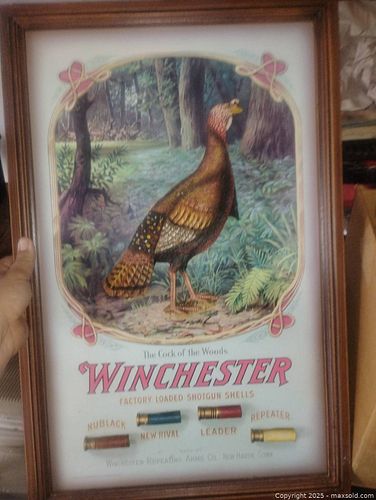 The Cock of the Woods
WINCHESTER
FACTORY LOADED SHOTGUN SHELLS
NUBLACK
NEW RIVAL
LEADER
REPEATER
WINCHESTER REPEATING ARMS CO. NEW HAVEN, CONN.
Copyright 2025 - maxsold.com